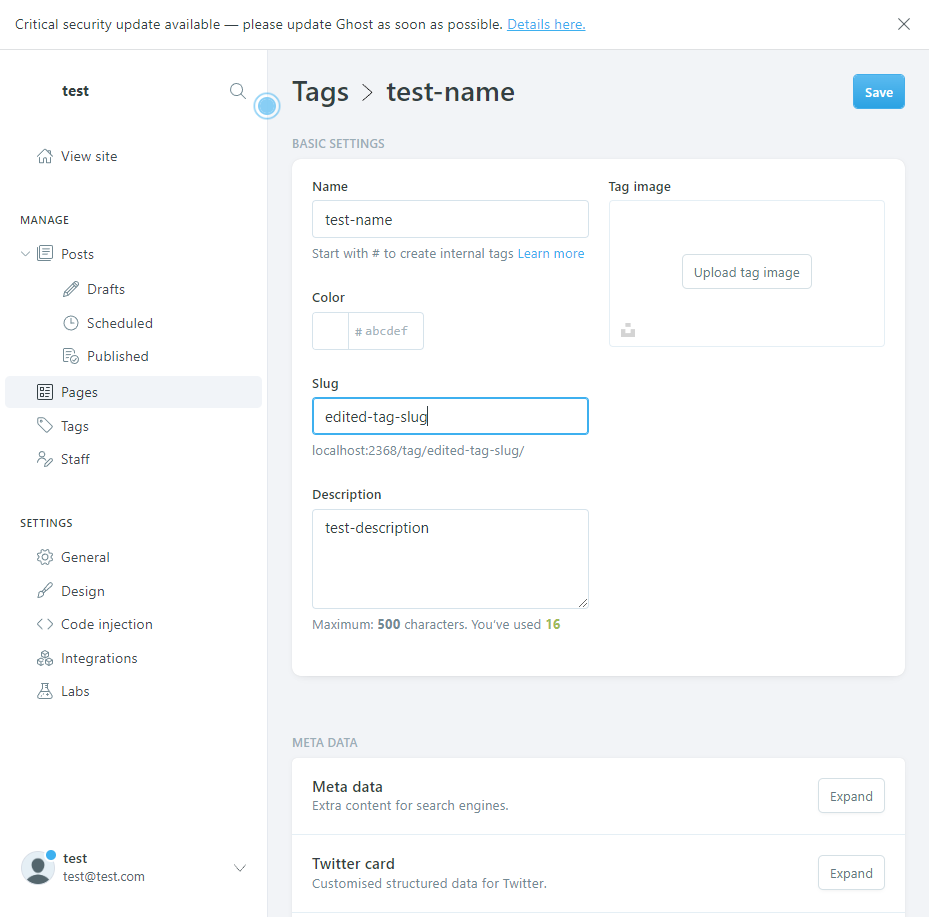 Critical security update available — please update Ghost as soon as possible. Details here.
test
View site
MANAGE
Posts
Drafts
Scheduled
Published
Pages
Tags
Staff
SETTINGS
General
Design
Code injection
Integrations
Labs
test
test@test.com
Tags > test-name
Save
BASIC SETTINGS
Name
test-name
Start with # to create internal tags Learn more
Color
# abcdef
Slug
edited-tag-slug
localhost:2368/tag/edited-tag-slug/
Description
test-description
Maximum: 500 characters. You've used 16
Tag image
Upload tag image
META DATA
Meta data
Extra content for search engines.
Expand
Twitter card
Customised structured data for Twitter.
Expand